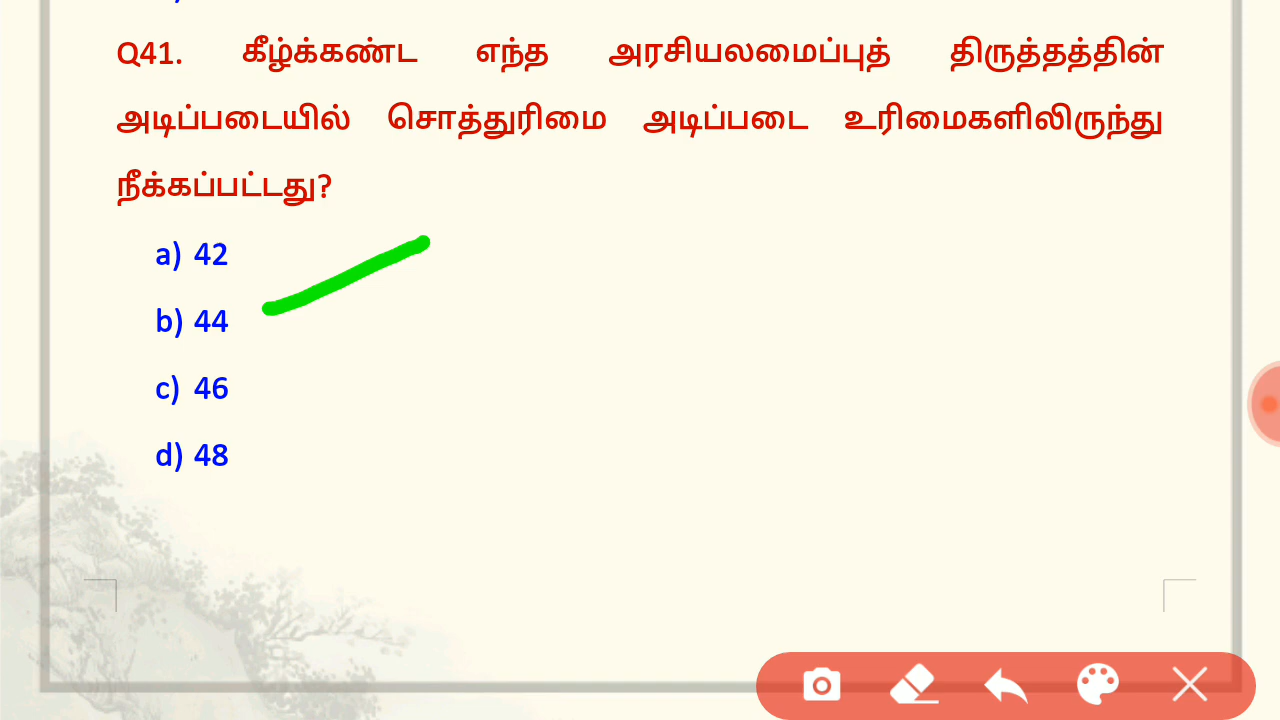 Q41. கீழ்க்கண்ட எந்த அரசியலமைப்புத் திருத்தத்தின்
அடிப்படையில் சொத்துரிமை அடிப்படை உரிமைகளிலிருந்து
நீக்கப்பட்டது?
a) 42
b) 44
c) 46
d) 48